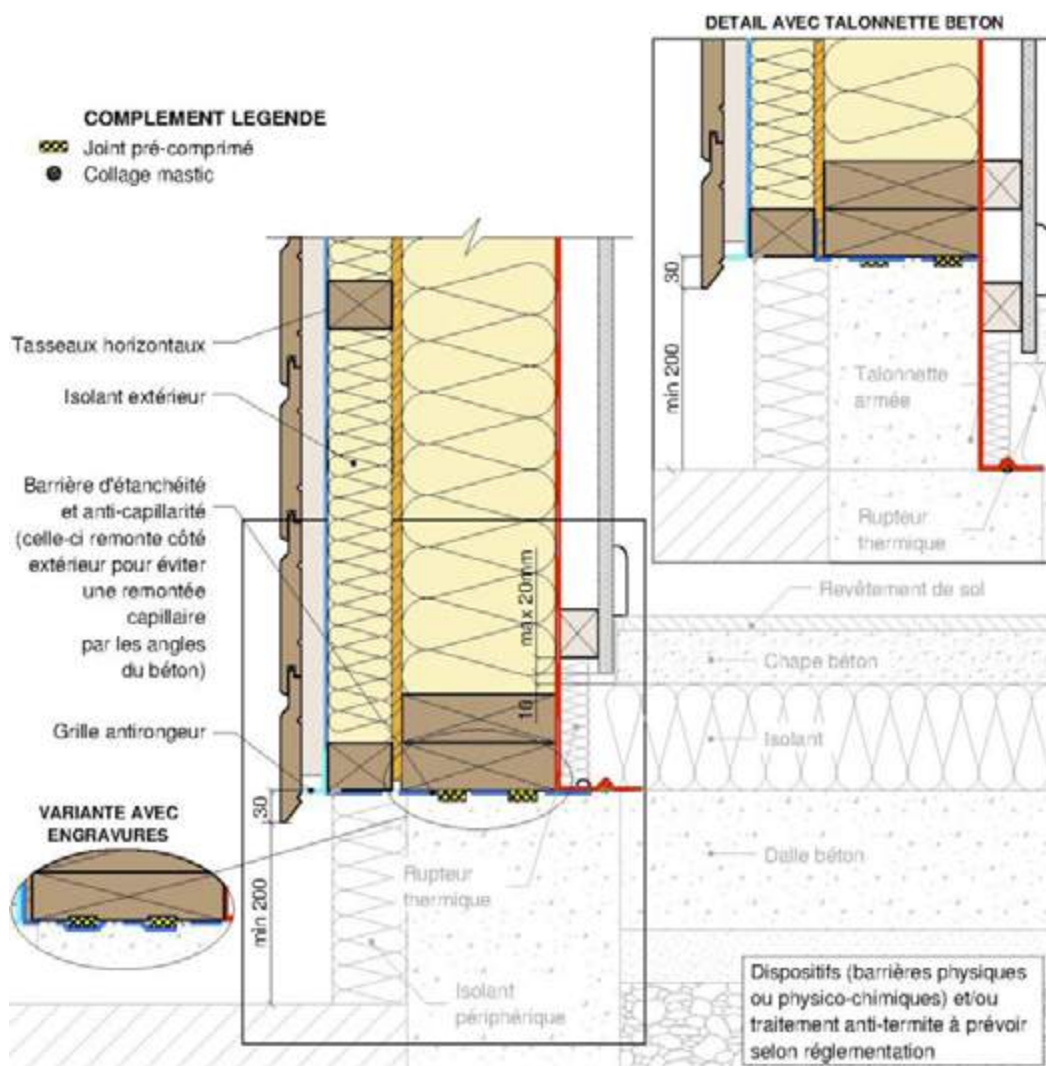 DETAIL AVEC TALONNETTE BETON
COMPLEMENT LEGENDE
Joint pré-comprimé
Collage mastic
30
min 200
Talonnette
armée
Rupteur
thermique
Tasseaux horizontaux
Isolant extérieur
Barrière d'étanchéité
et anti-capillarité
(celle-ci remonte côté
extérieur pour éviter
une remontée
capillaire
par les angles
du béton)
Grille antirongeur
max 20mm
18
Revêtement de sol
Chape béton
Isolant
Dalle béton
30
min 200
Rupteur
thermique
Isolant
périphérique
VARIANTE AVEC
ENGRAVURES
Dispositifs (barrières physiques
ou physico-chimiques) et/ou
traitement anti-termite à prévoir
selon réglementation